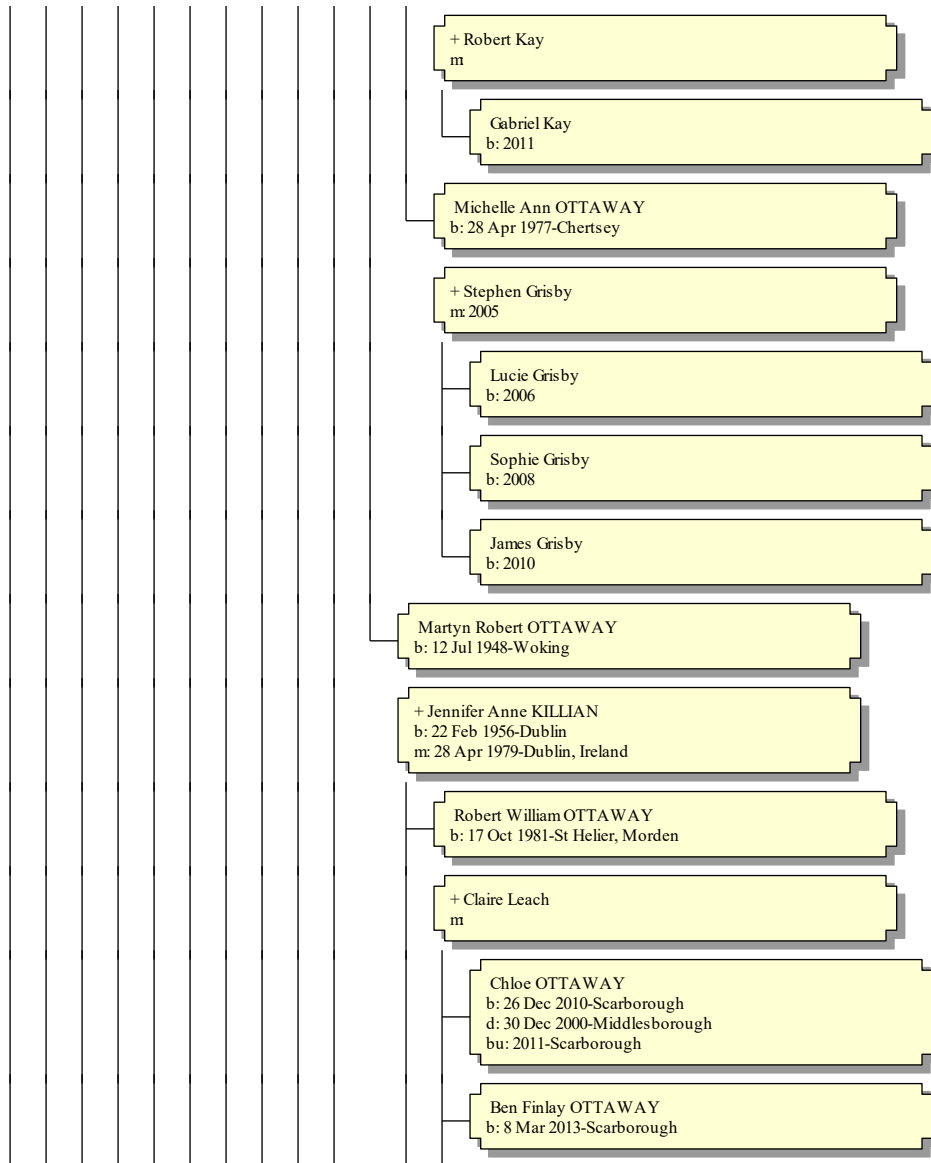 + Robert Kay
m:
Gabriel Kay
b: 2011
Michelle Ann OTTAWAY
b: 28 Apr 1977-Chertsey
+ Stephen Grisby
m: 2005
Lucie Grisby
b: 2006
Sophie Grisby
b: 2008
James Grisby
b: 2010
Martyn Robert OTTAWAY
b: 12 Jul 1948-Woking
+ Jennifer Anne KILLIAN
b: 22 Feb 1956-Dublin
m: 28 Apr 1979-Dublin, Ireland
Robert William OTTAWAY
b: 17 Oct 1981-St Helier, Morden
+ Claire Leach
m:
Chloe OTTAWAY
b: 26 Dec 2010-Scarborough
d: 30 Dec 2000-Middlesborough
bu: 2011-Scarborough
Ben Finlay OTTAWAY
b: 8 Mar 2013-Scarborough